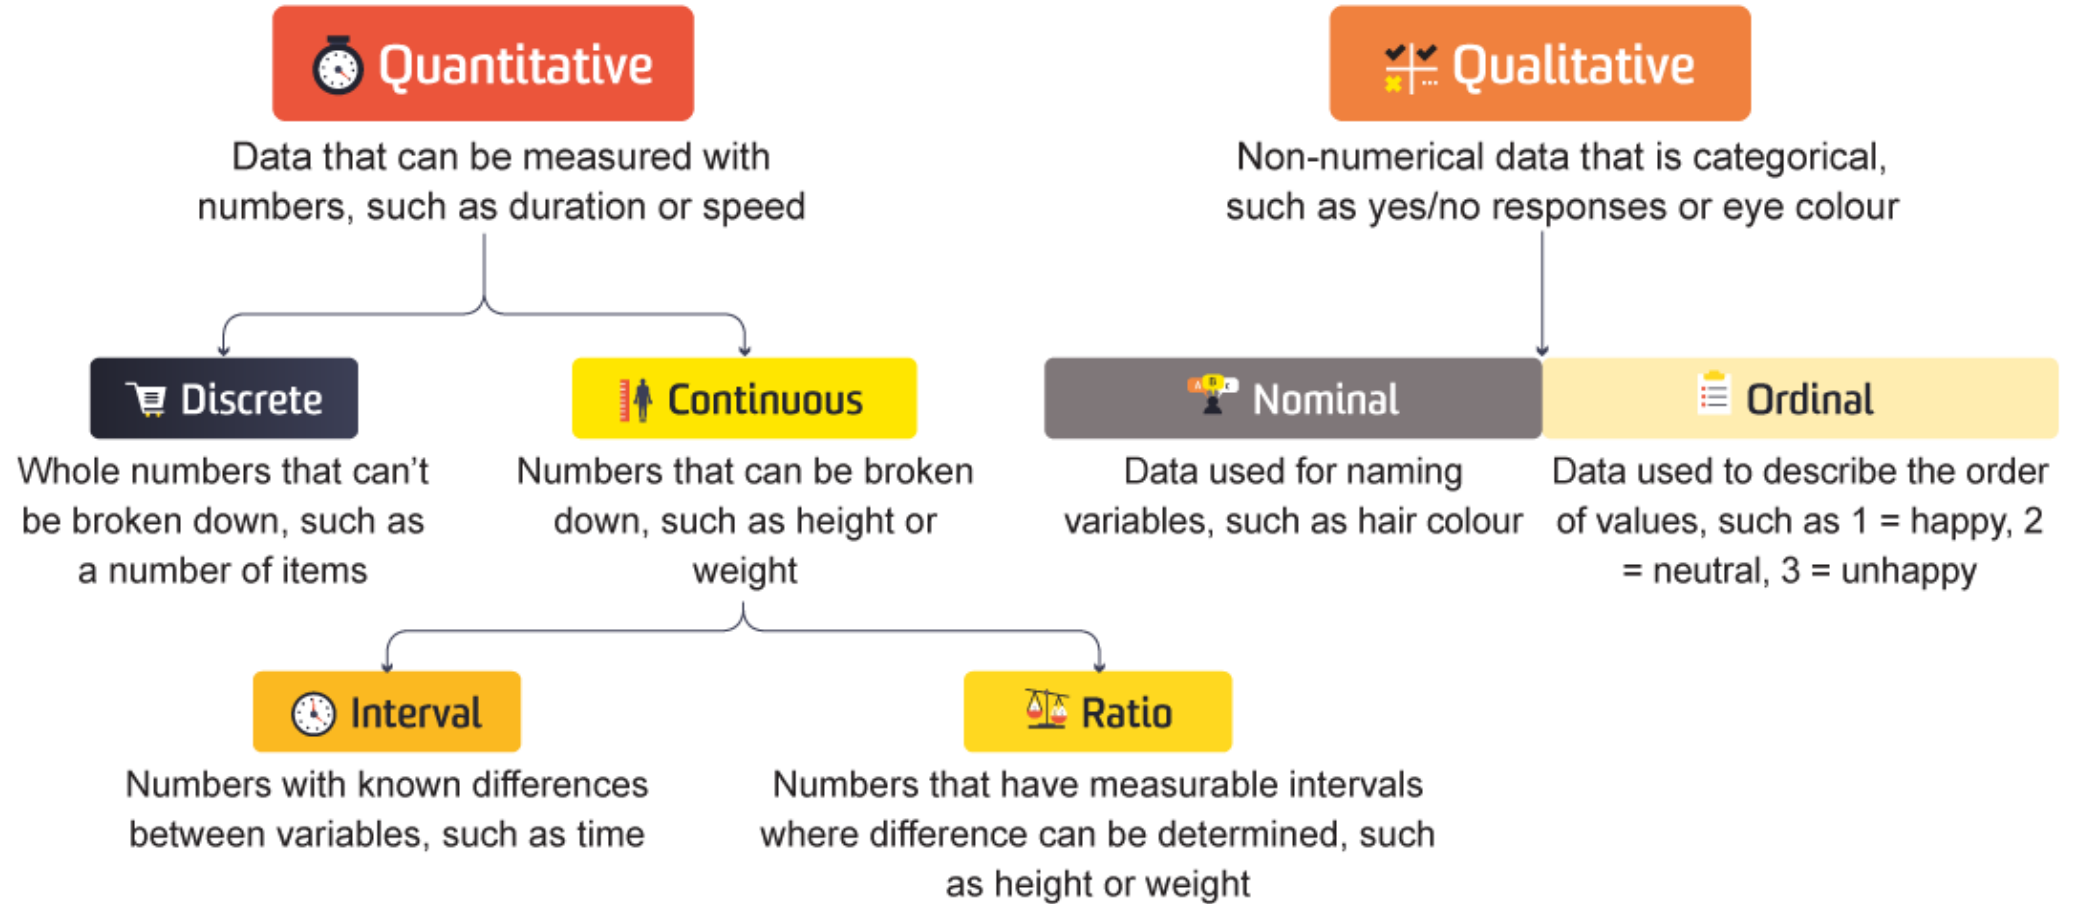 Quantitative
Data that can be measured with
numbers, such as duration or speed
Qualitative
Non-numerical data that is categorical,
such as yes/no responses or eye colour
Discrete
Whole numbers that can't
be broken down, such as
a number of items
Continuous
Numbers that can be broken
down, such as height or
weight
A B C
Nominal
Data used for naming
variables, such as hair colour
Ordinal
Data used to describe the order
of values, such as 1 = happy, 2
= neutral, 3 = unhappy
Interval
Numbers with known differences
between variables, such as time
Ratio
Numbers that have measurable intervals
where difference can be determined, such
as height or weight